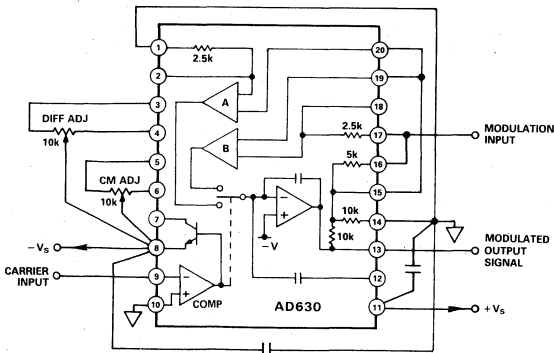 1
2.5k
20
2
19
A
3
18
DIFF ADJ
2.5k
17
MODULATION
INPUT
10k
4
B
5k
16
5
15
CM ADJ
10k
6
−
10k
14
7
+
10k
−V
13
MODULATED
OUTPUT
SIGNAL
−VS
8
CARRIER
INPUT
9
−
12
+
10
COMP
AD630
11
+VS